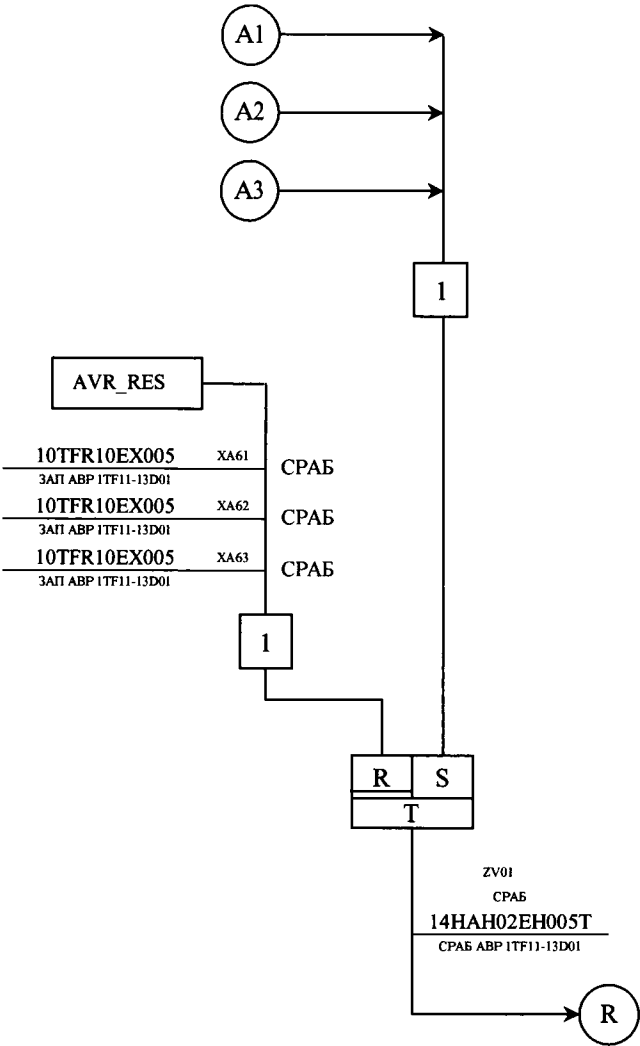 A1
A2
A3
1
AVR_RES
10TFR10EX005 XA61 СРАБ
ЗАП АВР 1TF11-13D01
10TFR10EX005 XA62 СРАБ
ЗАП АВР 1TF11-13D01
10TFR10EX005 XA63 СРАБ
ЗАП АВР 1TF11-13D01
1
R S
T
ZV01
СРАБ
14HAH02EH005T
СРАБ АВР 1TF11-13D01
R